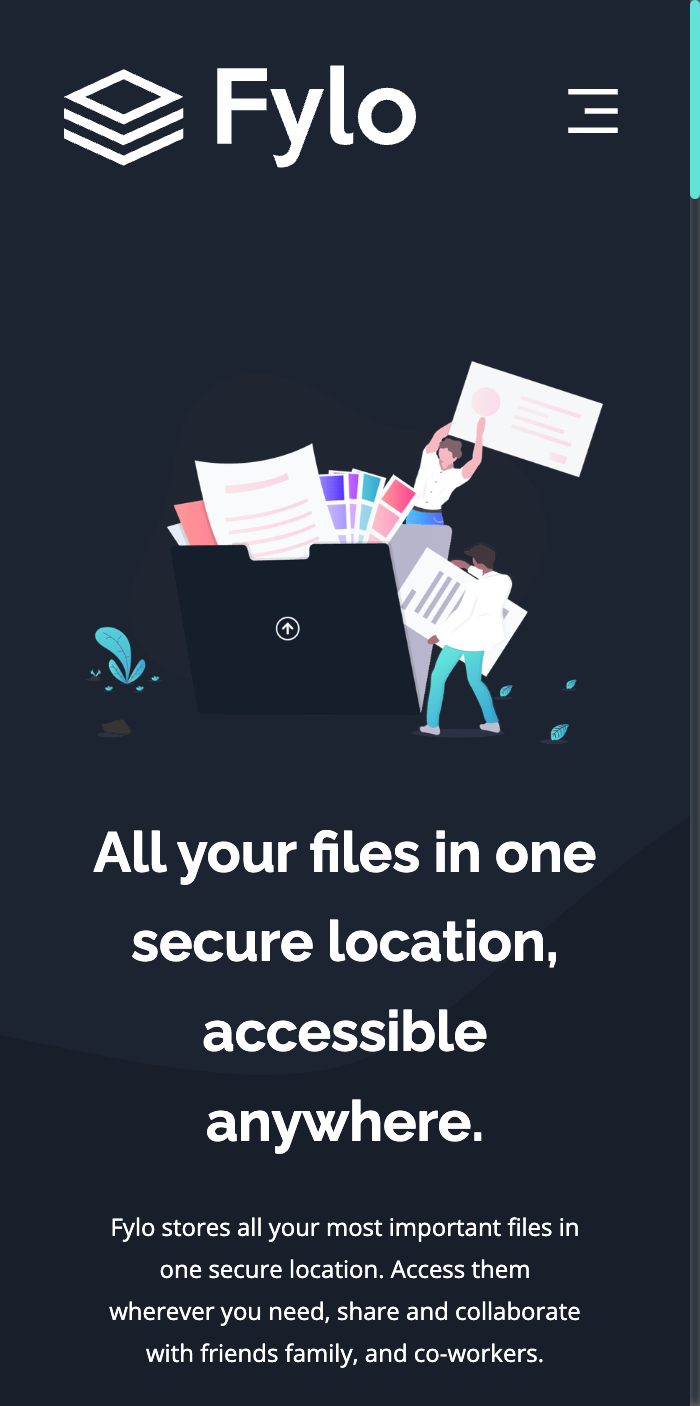 Fylo
All your files in one
secure location,
accessible
anywhere.
Fylo stores all your most important files in
one secure location. Access them
wherever you need, share and collaborate
with friends family, and co-workers.